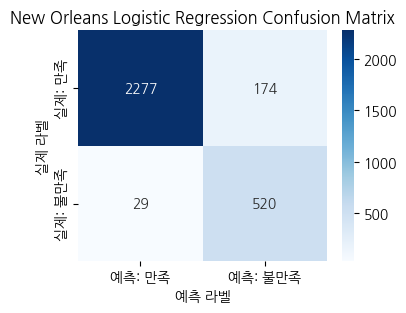 New Orleans Logistic Regression Confusion Matrix
실제 라벨
실제: 만족
2277
174
실제: 불만족
29
520
예측: 만족
예측: 불만족
예측 라벨
2000
1500
1000
500